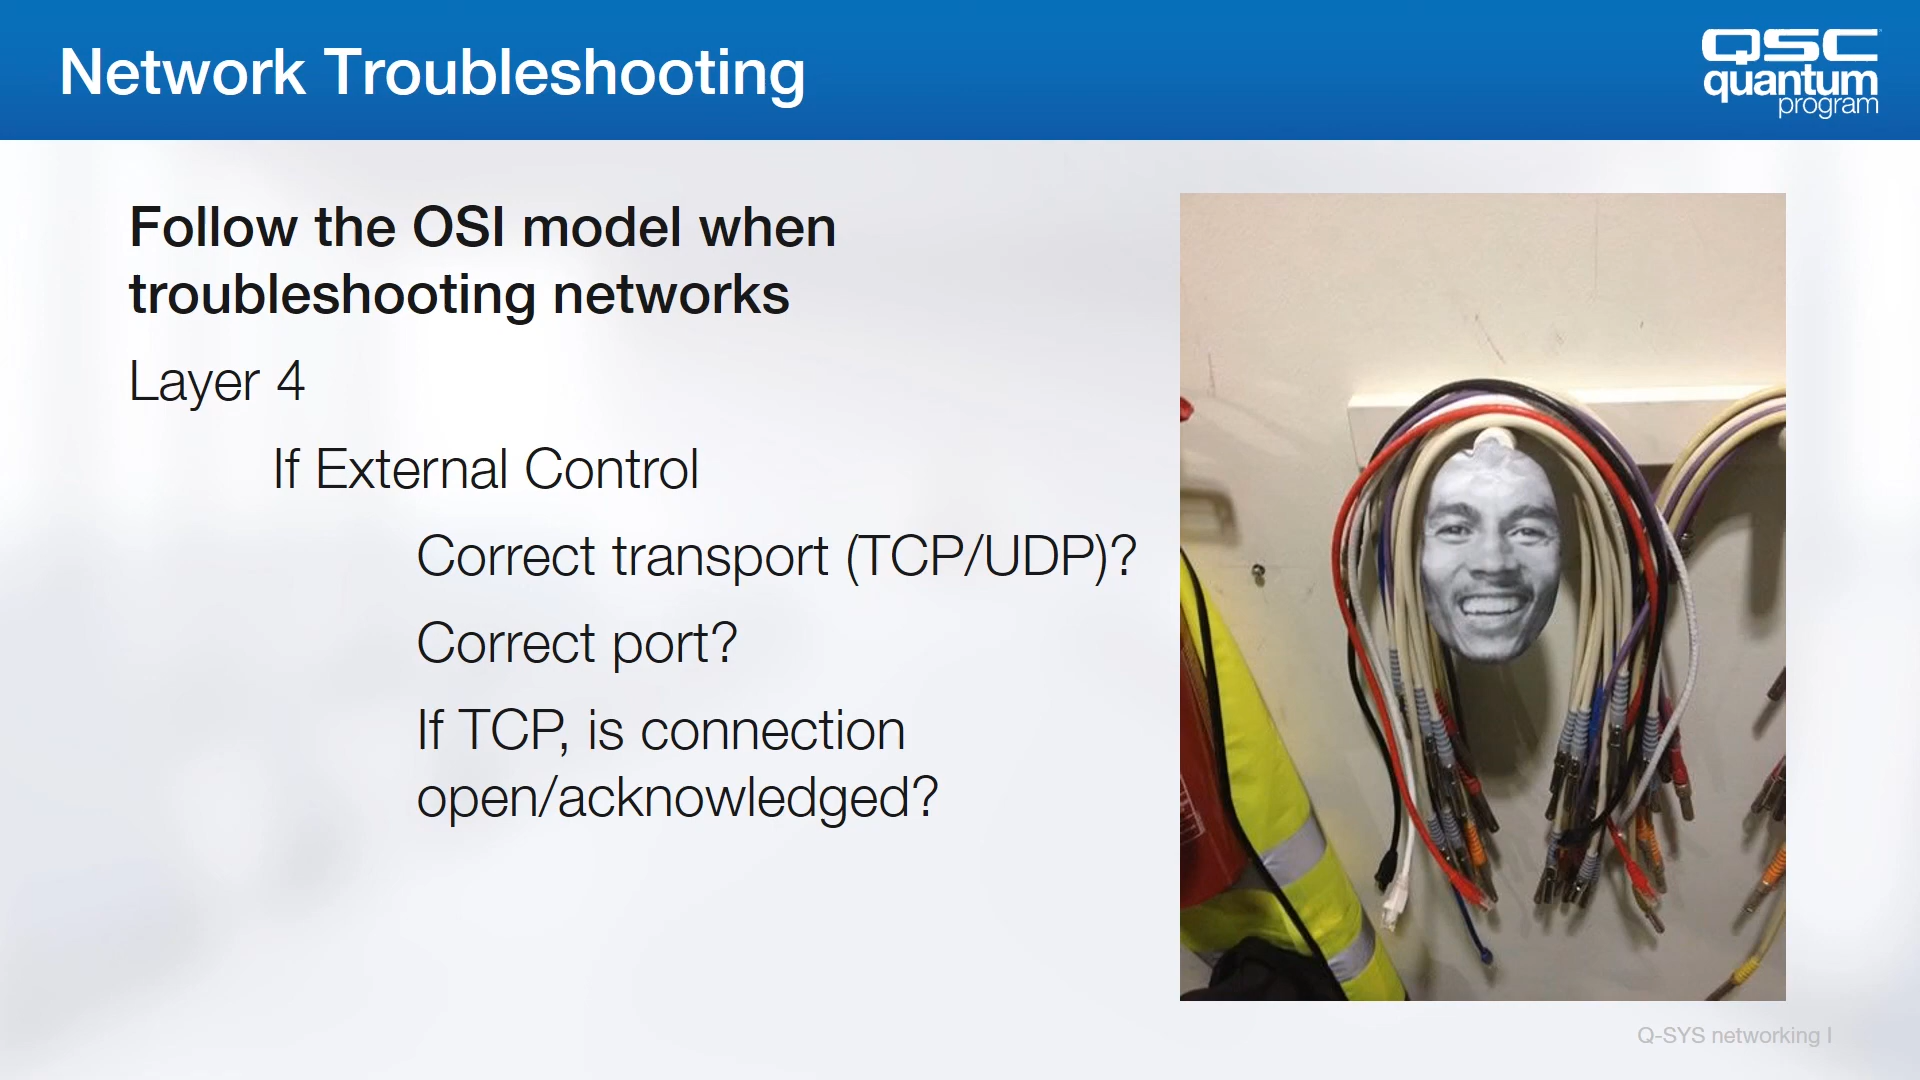 Network Troubleshooting
QSC
quantum
program
Follow the OSI model when
troubleshooting networks
Layer 4
If External Control
Correct transport (TCP/UDP)?
Correct port?
If TCP, is connection
open/acknowledged?
Q-SYS networking I